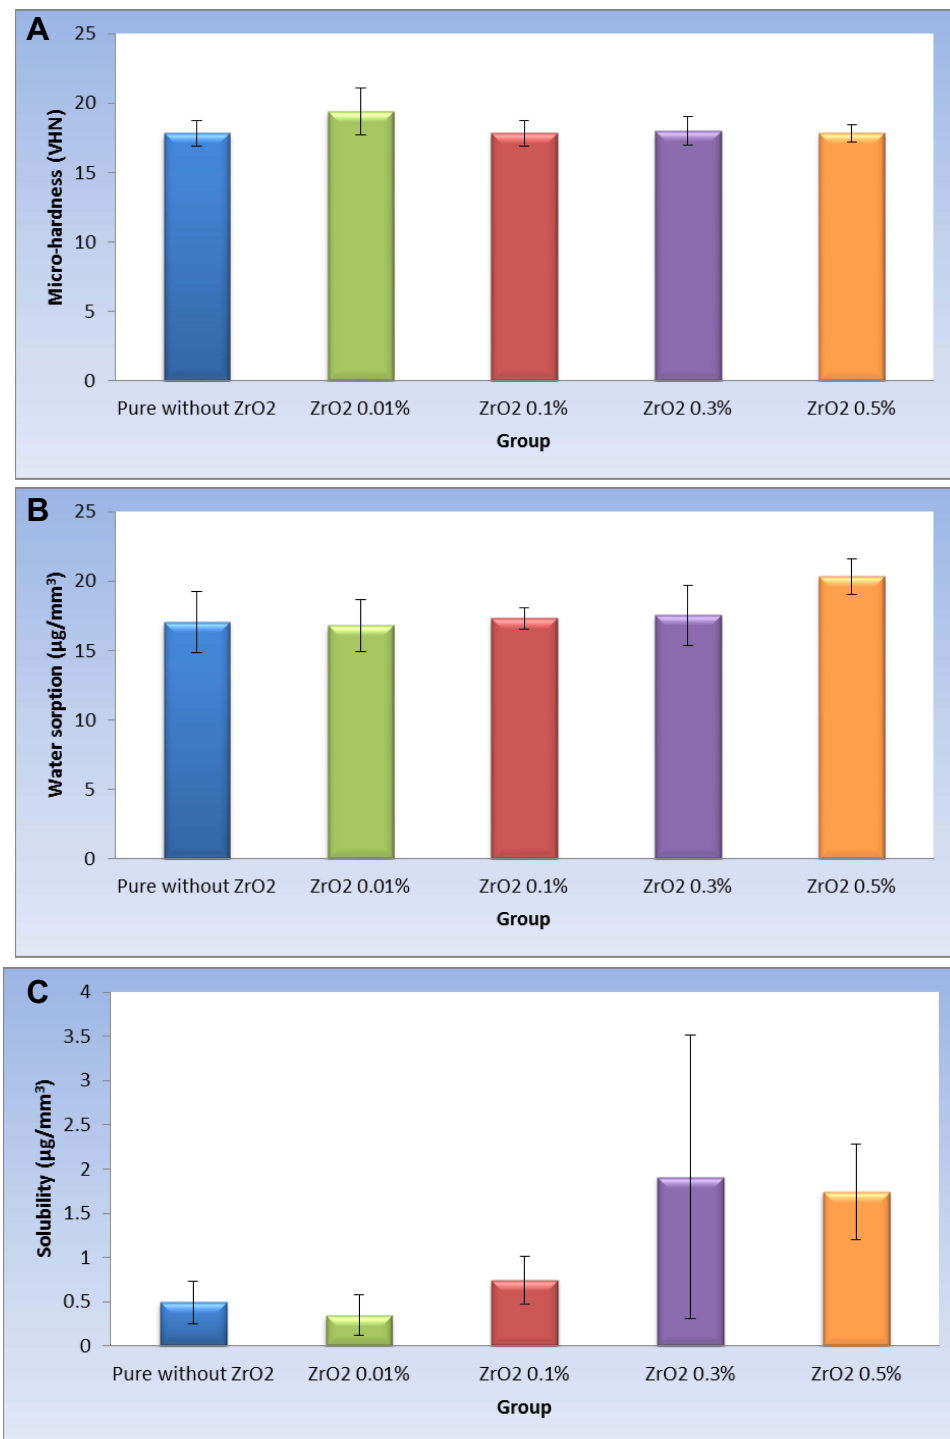 A
Micro-hardness (VHN)
25
20
15
10
5
0
Pure without ZrO2 ZrO2 0.01% ZrO2 0.1% ZrO2 0.3% ZrO2 0.5%
Group
B
Water sorption (µg/mm³)
25
20
15
10
5
0
Pure without ZrO2 ZrO2 0.01% ZrO2 0.1% ZrO2 0.3% ZrO2 0.5%
Group
C
Solubility (µg/mm³)
4
3.5
3
2.5
2
1.5
1
0.5
0
Pure without ZrO2 ZrO2 0.01% ZrO2 0.1% ZrO2 0.3% ZrO2 0.5%
Group